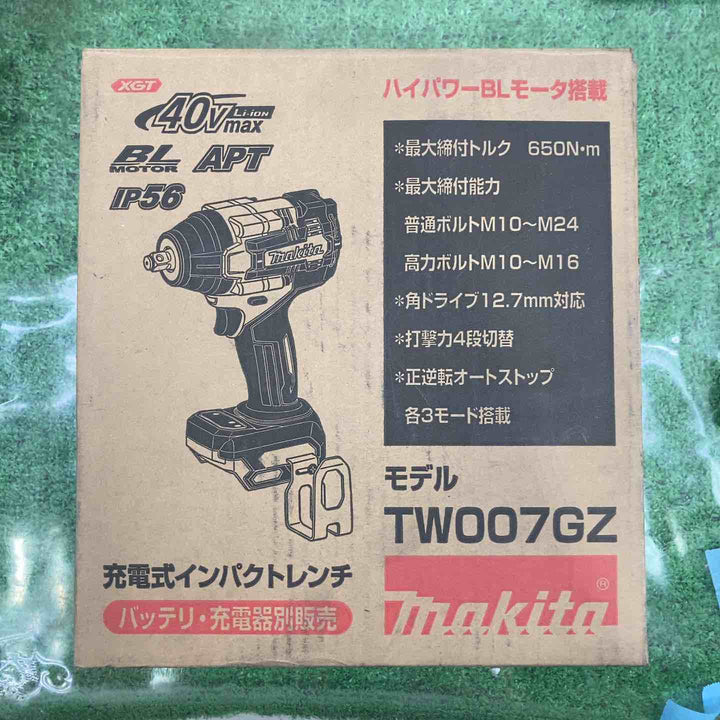 XGT
40Vmax Li-ion
BL MOTOR APT
IP56
makita
充電式インパクトレンチ
バッテリ・充電器別販売
ハイパワーBLモータ搭載
*最大締付トルク 650N・m
*最大締付能力
普通ボルトM10～M24
高力ボルトM10～M16
*角ドライブ12.7mm対応
*打撃力4段切替
*正逆転オートストップ
各3モード搭載
モデル
TW007GZ
makita®